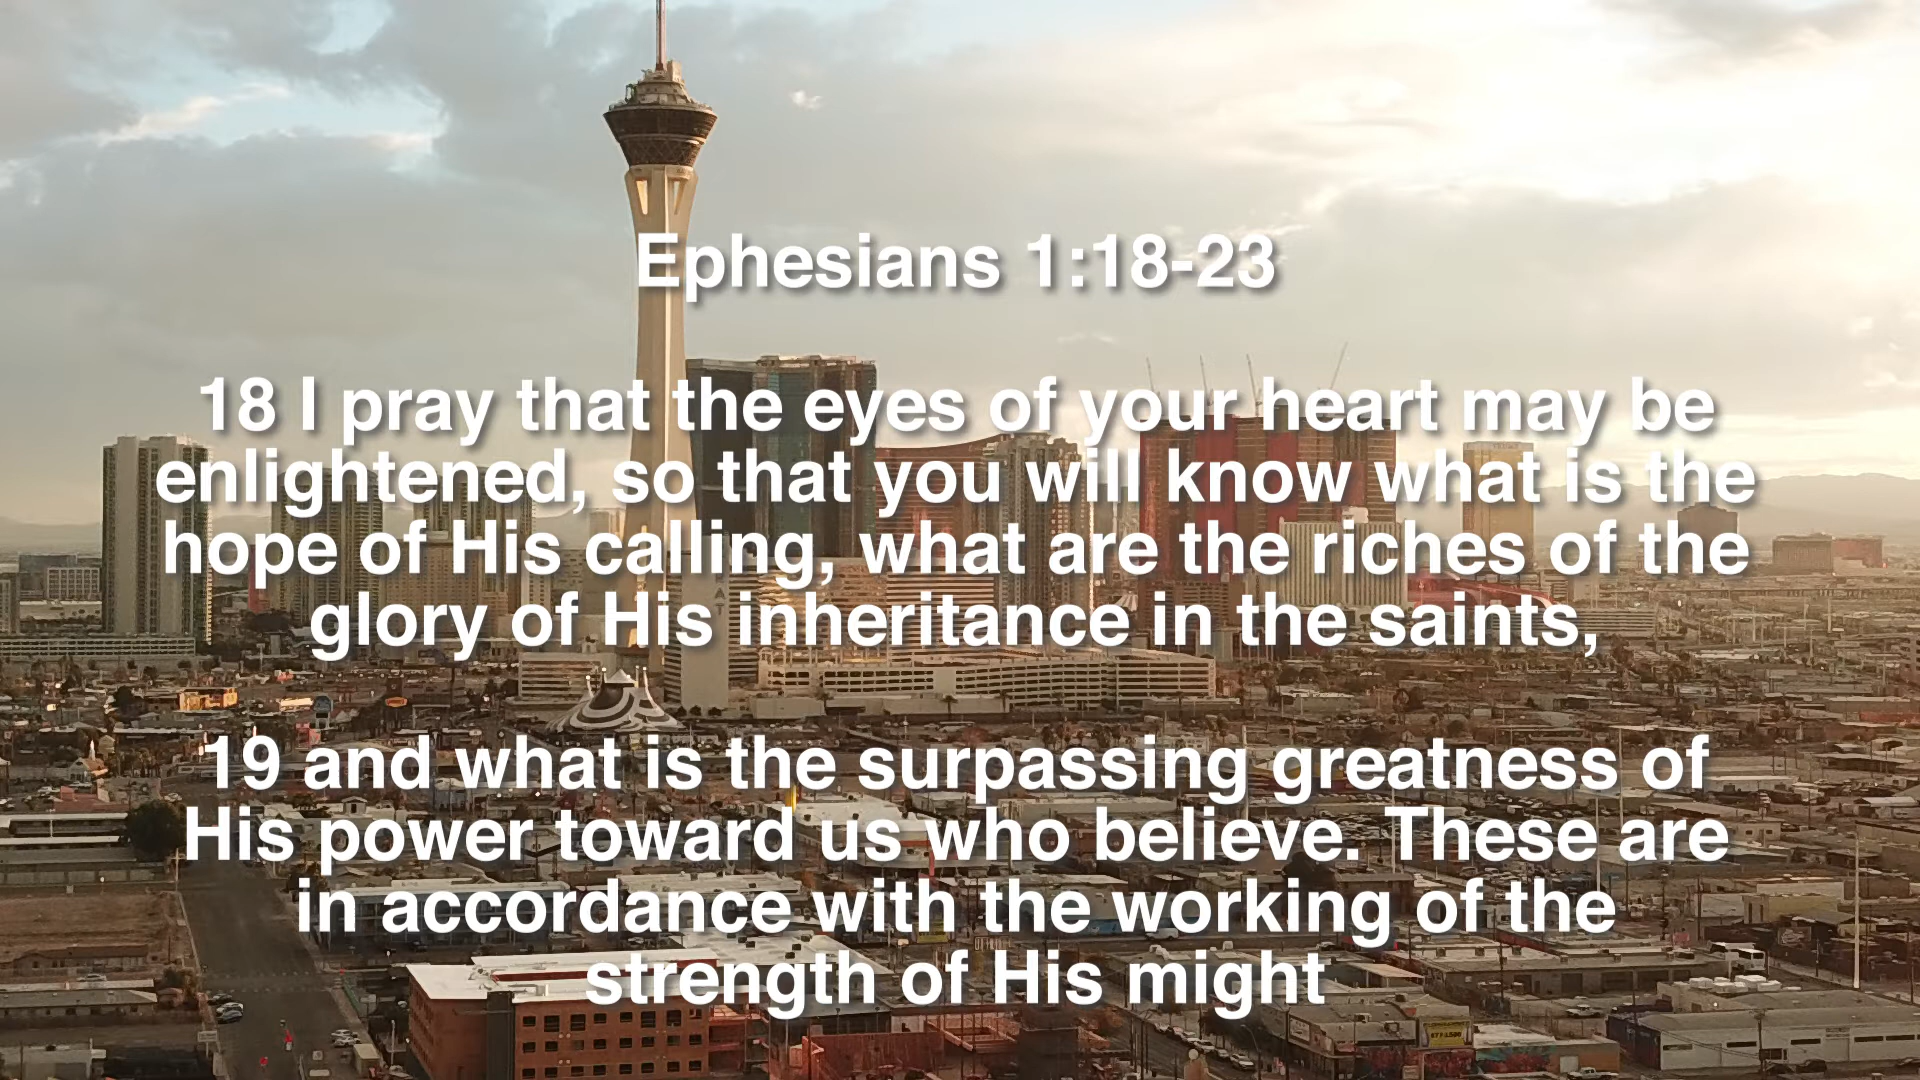 Ephesians 1:18-23
18 I pray that the eyes of your heart may be
enlightened, so that you will know what is the
hope of His calling, what are the riches of the
glory of His inheritance in the saints,
19 and what is the surpassing greatness of
His power toward us who believe. These are
in accordance with the working of the
strength of His might